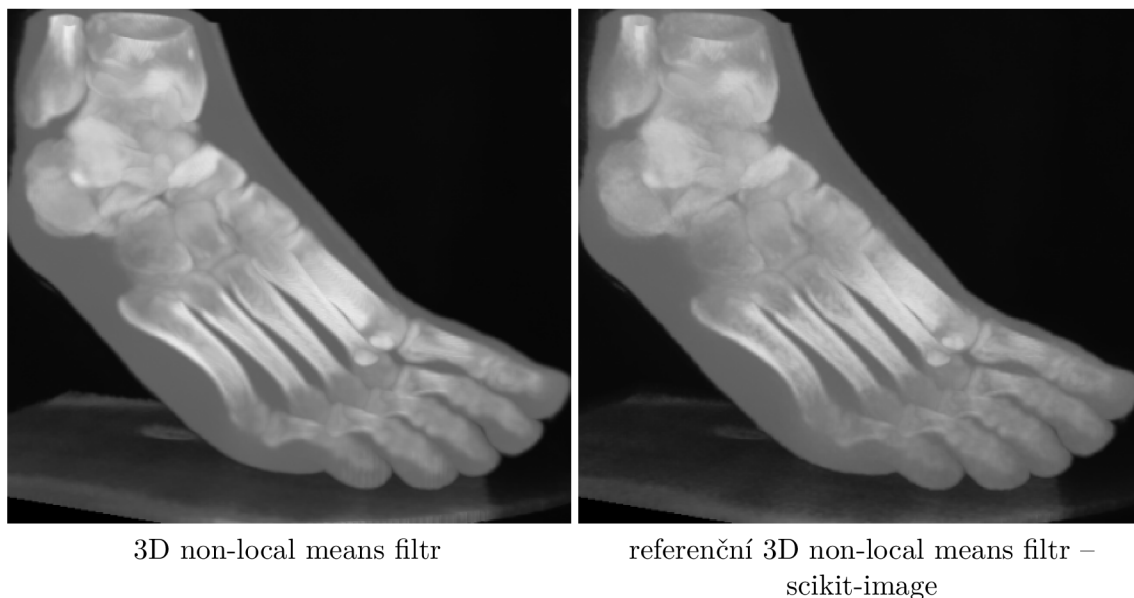 3D non-local means filtr
referenční 3D non-local means filtr –
scikit-image